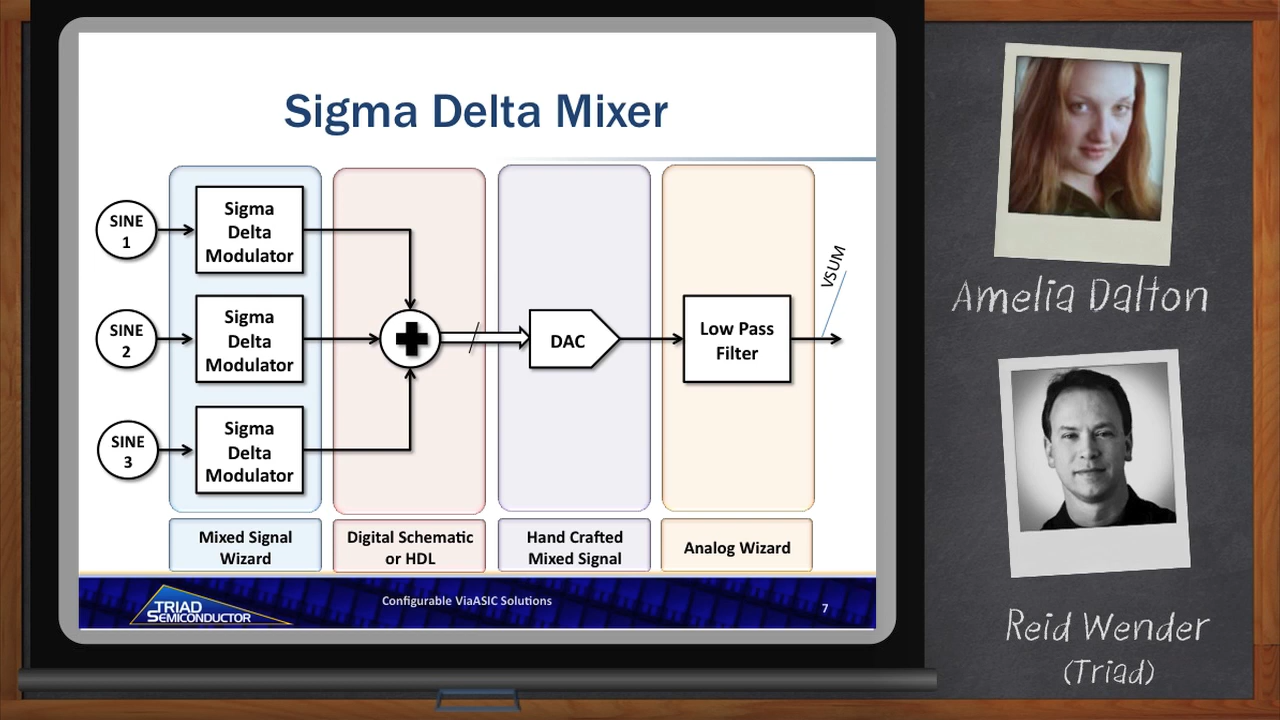 Sigma Delta Mixer
SINE
1
Sigma
Delta
Modulator
SINE
2
Sigma
Delta
Modulator
SINE
3
Sigma
Delta
Modulator
DAC
Low Pass
Filter
VSUM
Mixed Signal
Wizard
Digital Schematic
or HDL
Hand Crafted
Mixed Signal
Analog Wizard
TRIAD
SEMICONDUCTOR
Configurable ViaASIC Solutions
7
Amelia Dalton
Reid Wender
(Triad)